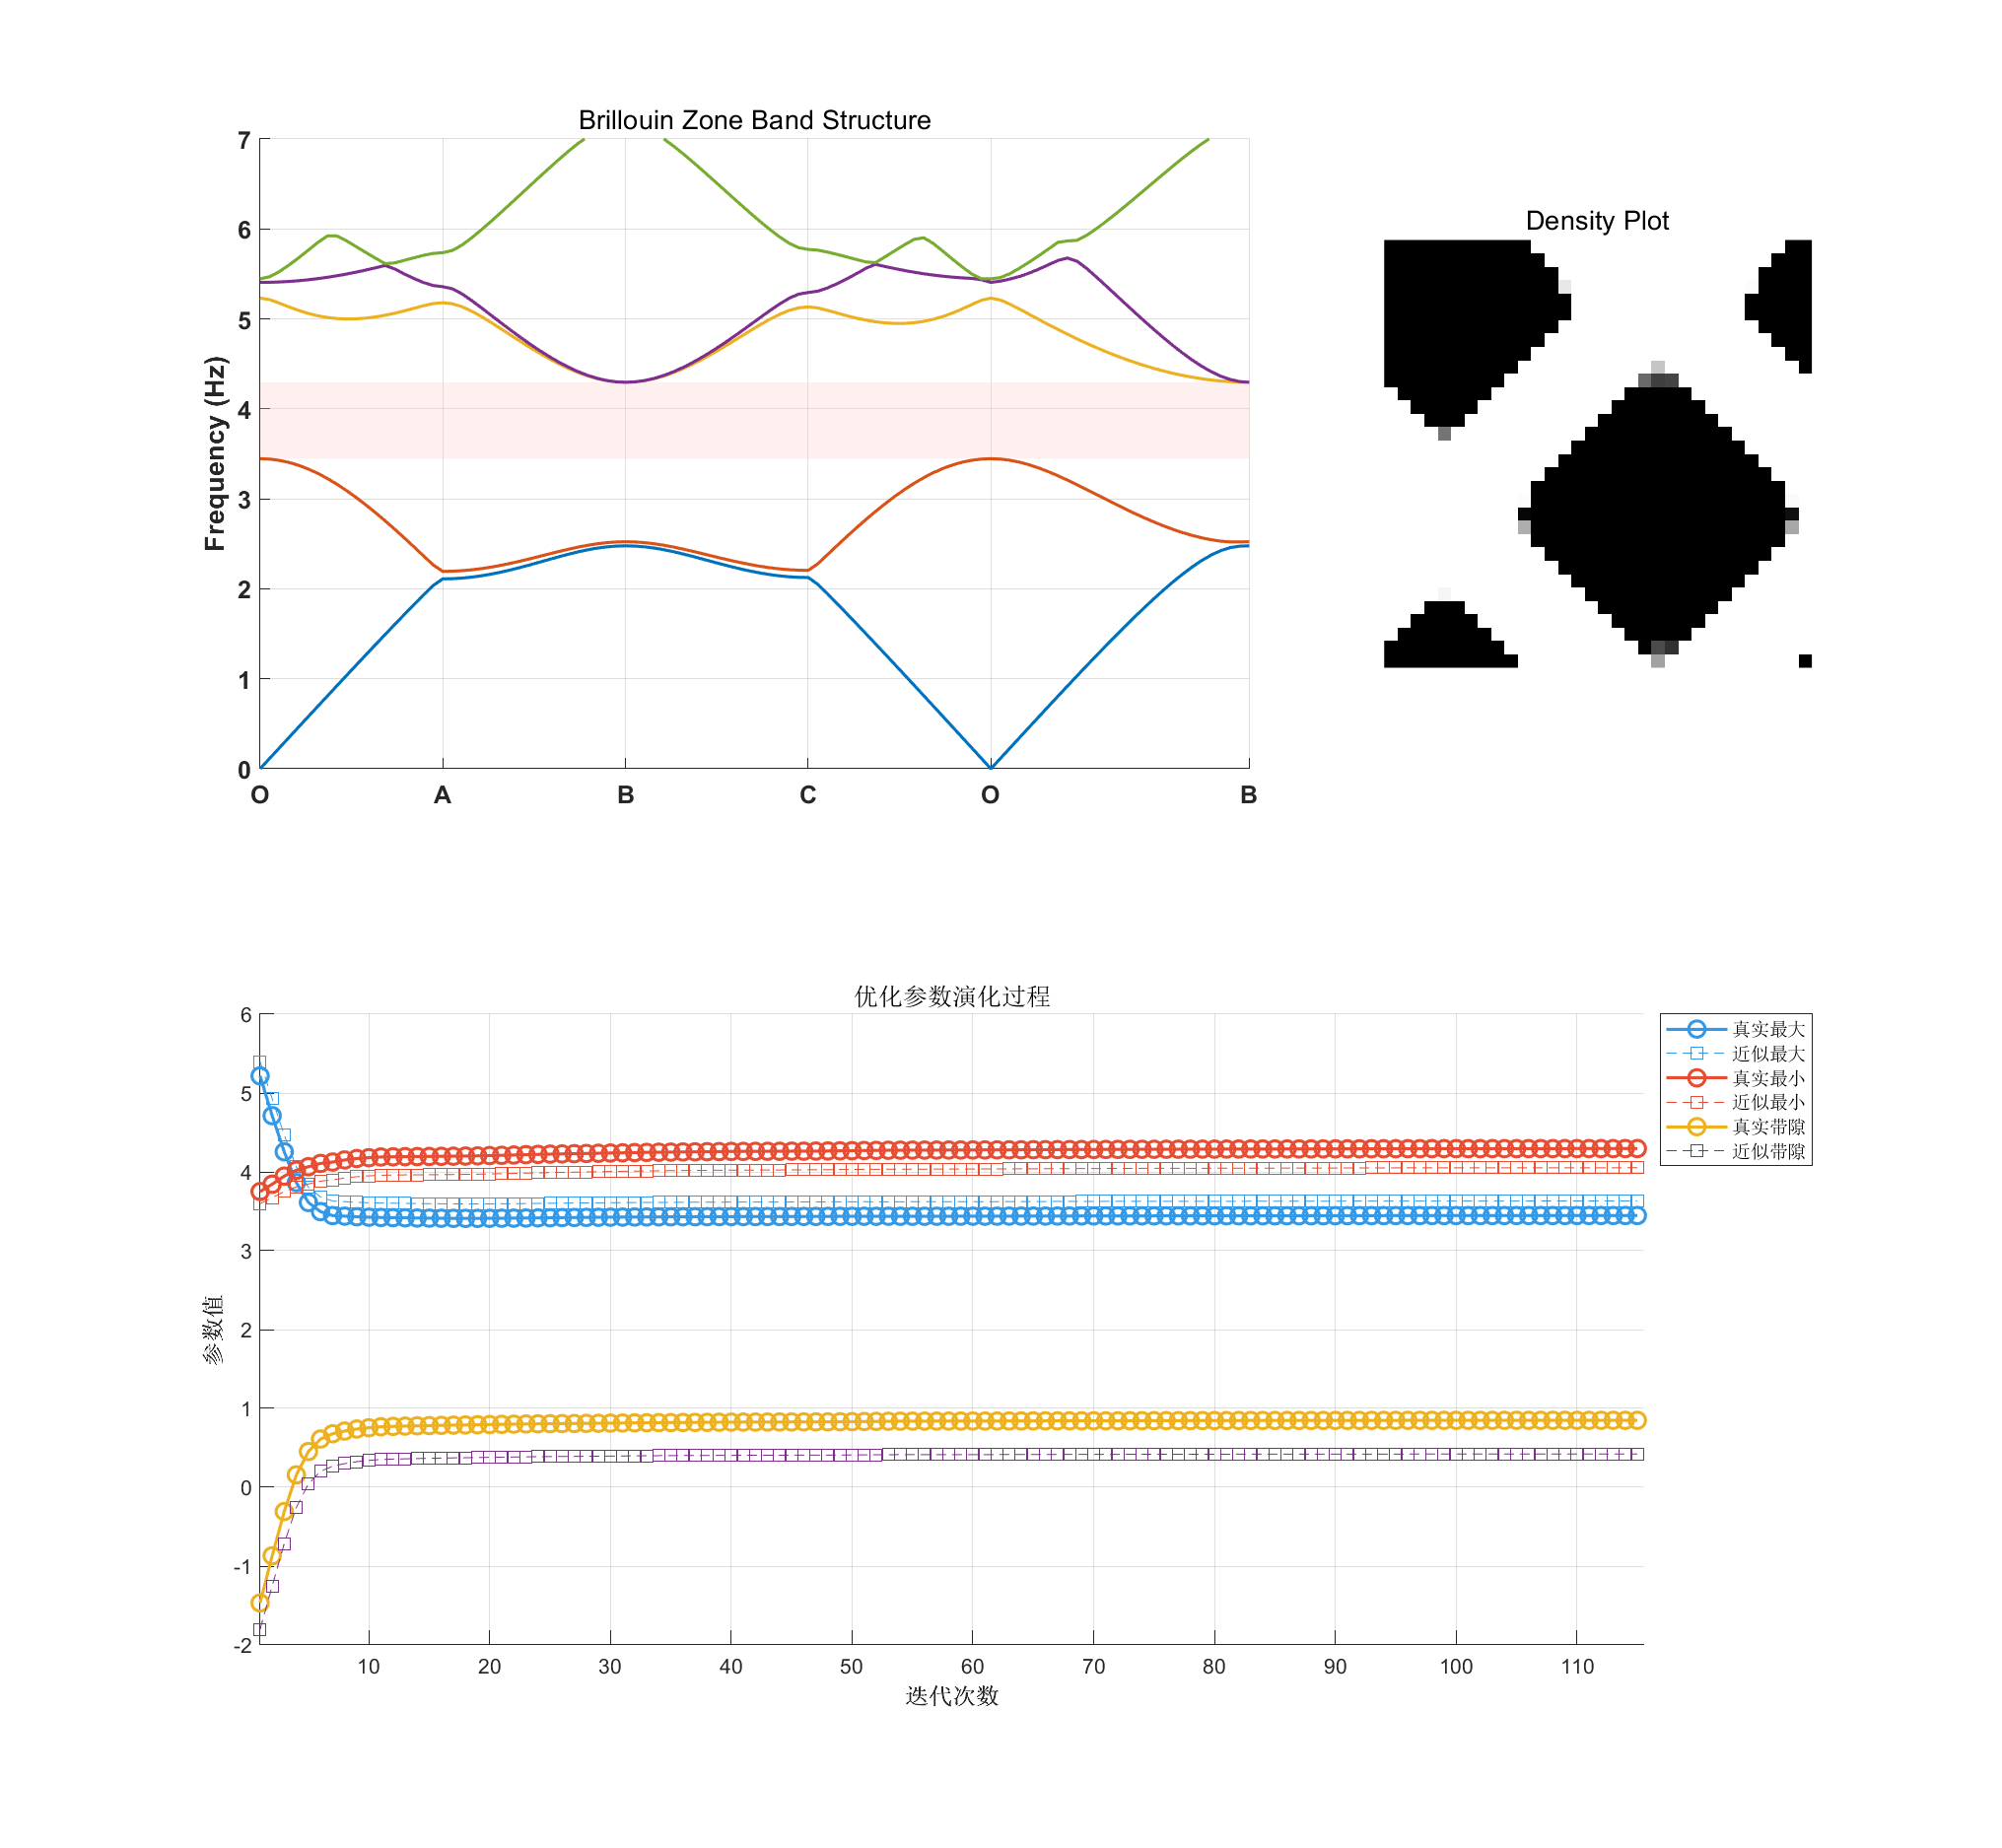 Brillouin Zone Band Structure
7
6
5
4
3
2
1
0
Frequency (Hz)
O A B C O B
Density Plot
优化参数演化过程
6
5
4
3
2
1
0
-1
-2
参数值
10 20 30 40 50 60 70 80 90 100 110
迭代次数
真实最大
近似最大
真实最小
近似最小
真实带隙
近似带隙